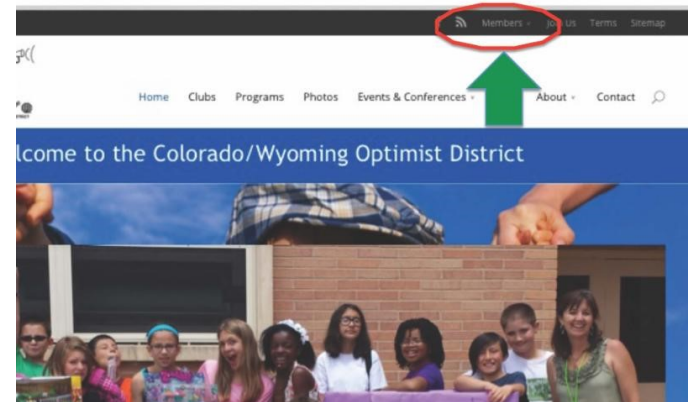 Members Join Us Terms Sitemap
Home Clubs Programs Photos Events & Conferences About Contact
lcome to the Colorado/Wyoming Optimist District